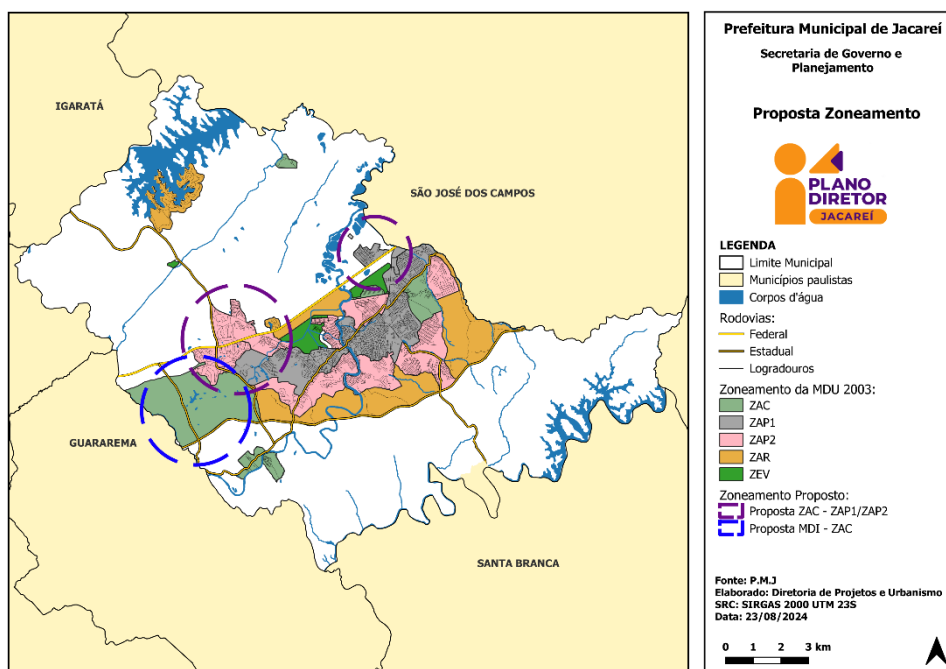 IGARATÁ
SÃO JOSÉ DOS CAMPOS
GUARAREMA
SANTA BRANCA
Prefeitura Municipal de Jacareí
Secretaria de Governo e
Planejamento
Proposta Zoneamento
PLANO
DIRETOR
JACAREÍ
LEGENDA
Limite Municipal
Municípios paulistas
Corpos d'água
Rodovias:
Federal
Estadual
Logradouros
Zoneamento da MDU 2003:
ZAC
ZAP1
ZAP2
ZAR
ZEV
Zoneamento Proposto:
Proposta ZAC - ZAP1/ZAP2
Proposta MDI - ZAC
Fonte: P.M.J
Elaborado: Diretoria de Projetos e Urbanismo
SRC: SIRGAS 2000 UTM 23S
Data: 23/08/2024
0 1 2 3 km